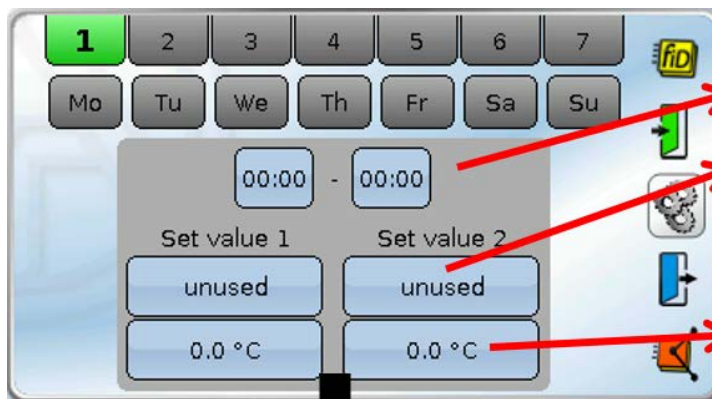 1 2 3 4 5 6 7
fiD
Mo Tu We Th Fr Sa Su
00:00 - 00:00
Set value 1 Set value 2
unused unused
0.0 °C 0.0 °C